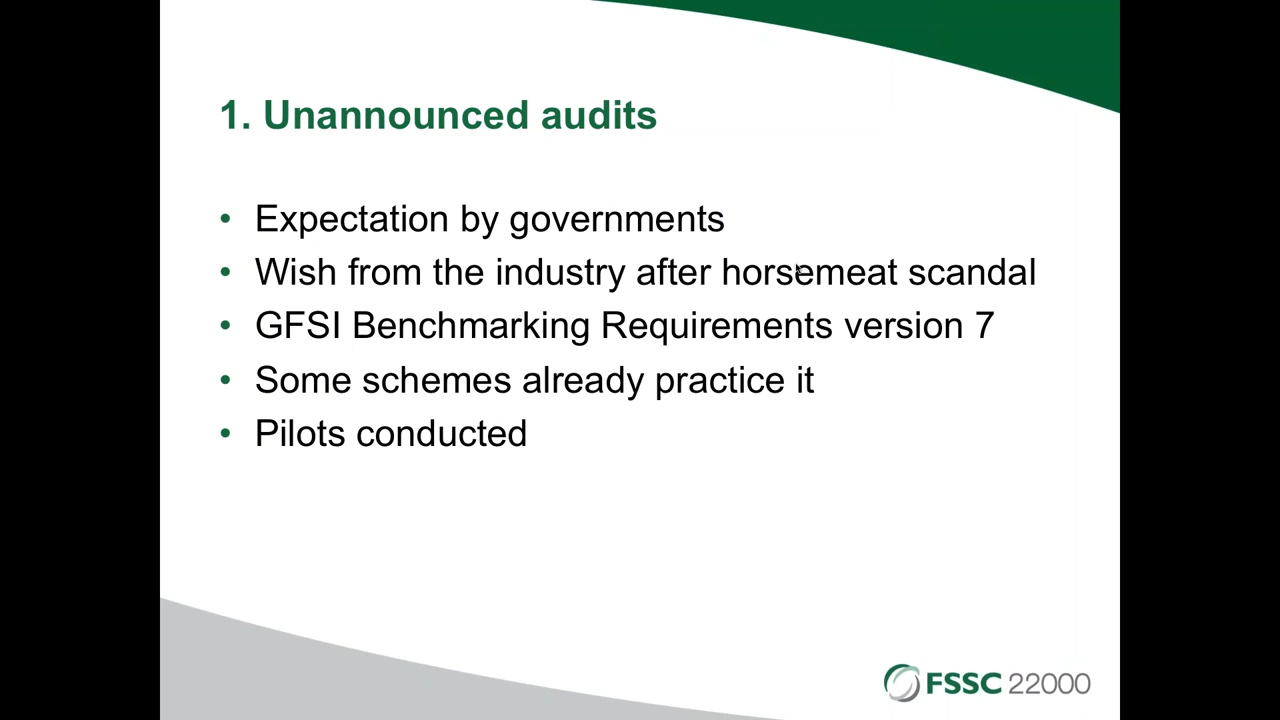 1. Unannounced audits
• Expectation by governments
• Wish from the industry after horsemeat scandal
• GFSI Benchmarking Requirements version 7
• Some schemes already practice it
• Pilots conducted
FSSC 22000